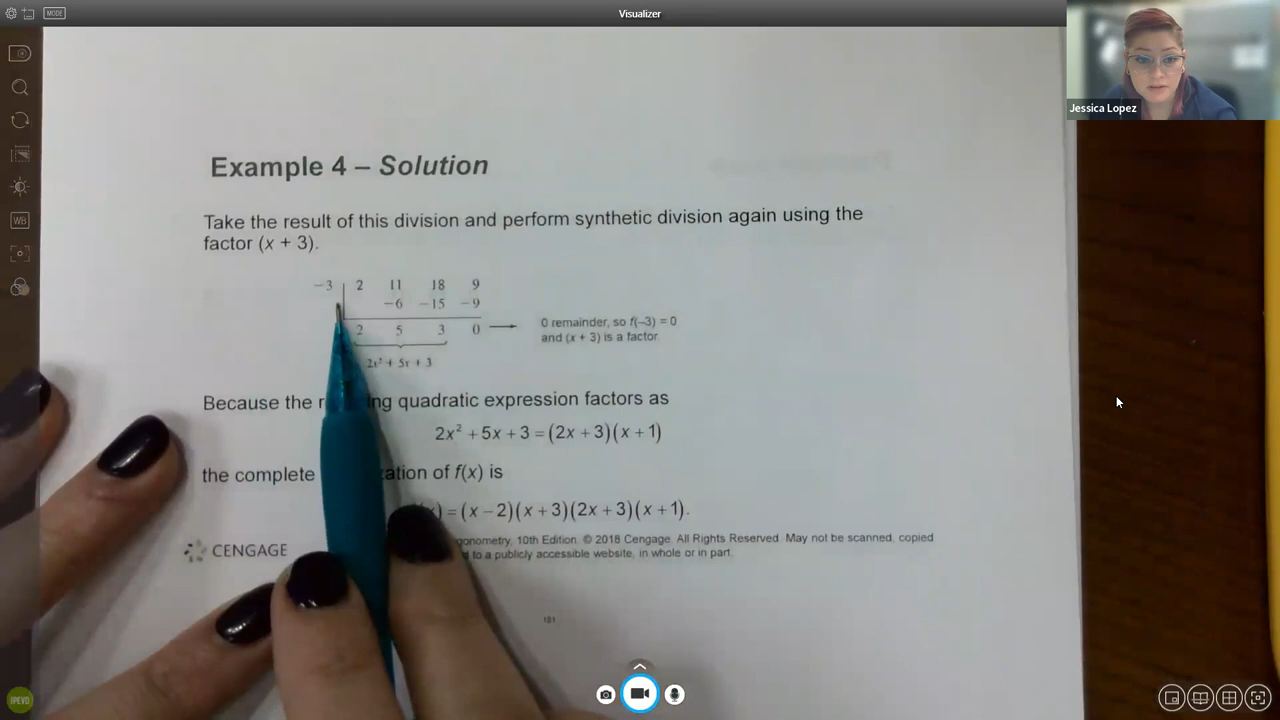 MODE
Visualizer
Jessica Lopez
WB
Example 4 – Solution
Take the result of this division and perform synthetic division again using the
factor (x + 3).
−3 2 11 18 9
−6 −15 −9
2 5 3 0
0 remainder, so f(−3) = 0
and (x + 3) is a factor.
2x² + 5x + 3
Because the ing quadratic expression factors as
2x² + 5x + 3 = (2x + 3)(x + 1)
the complete ation of f(x) is
x) = (x − 2)(x + 3)(2x + 3)(x + 1).
CENGAGE
gonometry, 10th Edition. © 2018 Cengage. All Rights Reserved. May not be scanned, copied
to a publicly accessible website, in whole or in part.
181
IPEVO